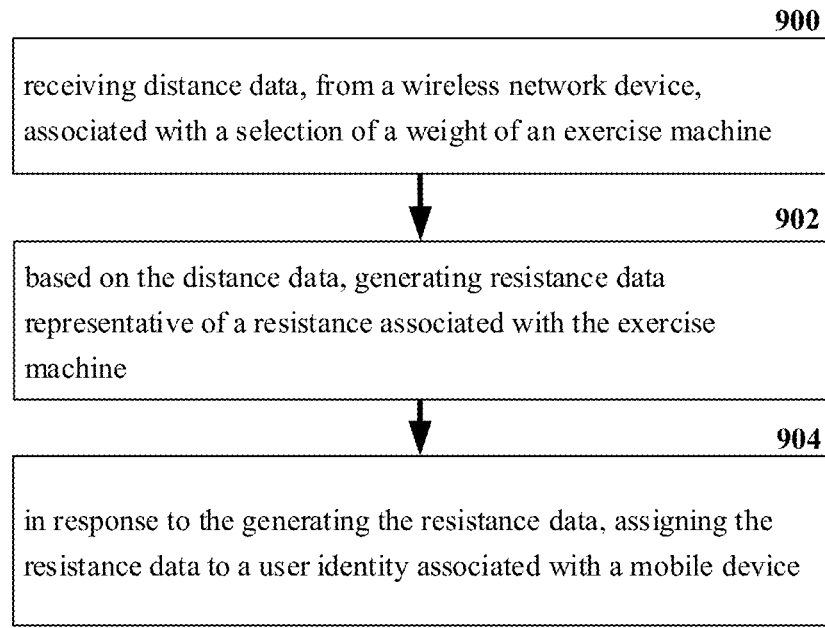 900
receiving distance data, from a wireless network device,
associated with a selection of a weight of an exercise machine
902
based on the distance data, generating resistance data
representative of a resistance associated with the exercise
machine
904
in response to the generating the resistance data, assigning the
resistance data to a user identity associated with a mobile device